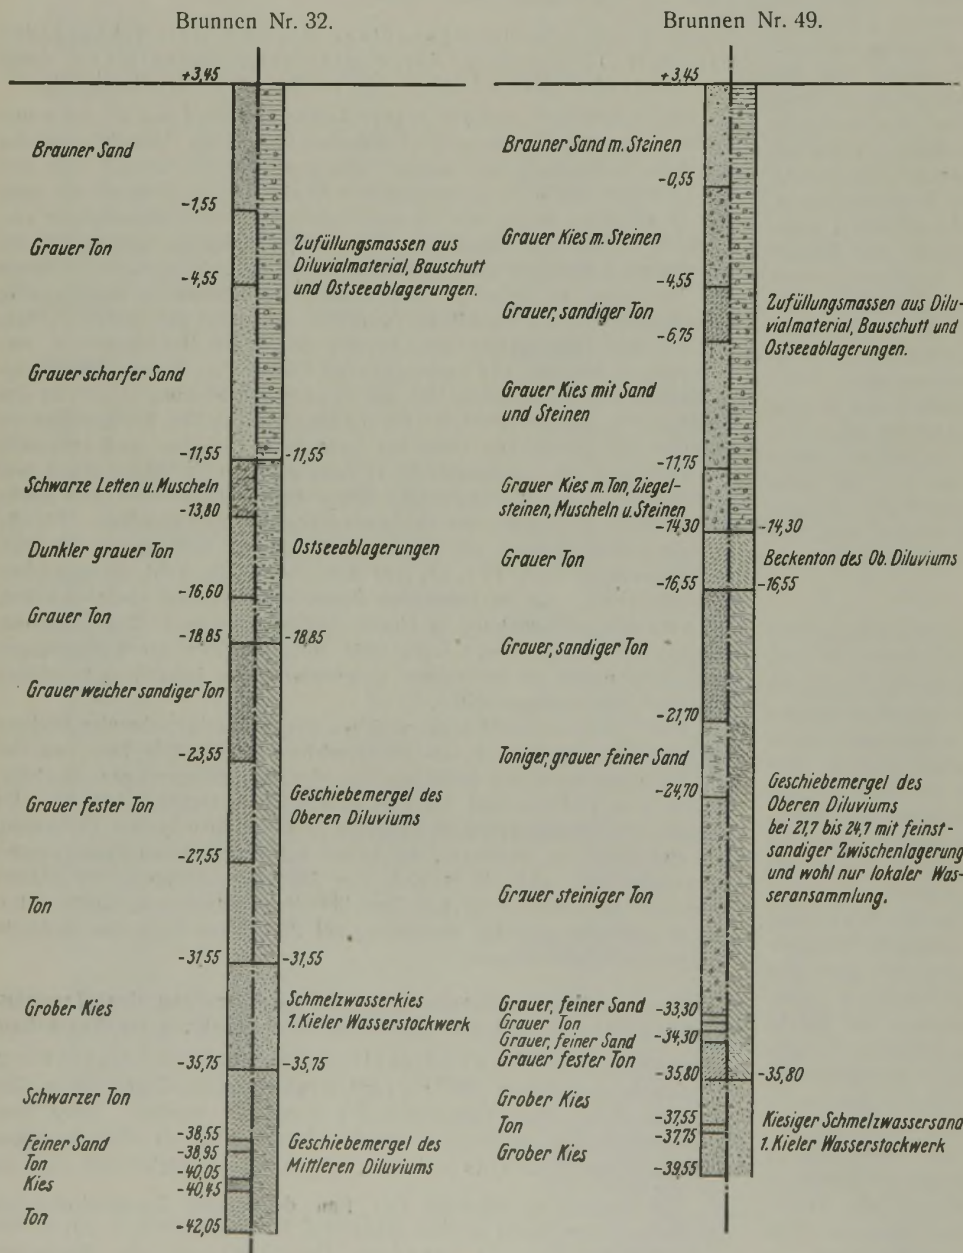 Brunnen Nr. 32.
+3,45
Brauner Sand
-1,55
Grauer Ton
-4,55
Grauer scharfer Sand
-11,55
Schwarze Letten u. Muscheln
-13,80
Dunkler grauer Ton
-16,60
Grauer Ton
-18,85
Grauer weicher sandiger Ton
-23,55
Grauer fester Ton
-27,55
Ton
-31,55
Grober Kies
-35,75
Schwarzer Ton
-38,55
Feiner Sand
-38,95
Ton
-40,05
Kies
-40,45
Ton
-42,05
Zufüllungsmassen aus
Diluvialmaterial, Bauschutt
und Ostseeablagerungen.
-11,55
Ostseeablagerungen
-18,85
Geschiebemergel des
Oberen Diluviums
-31,55
Schmelzwasserkies
1. Kieler Wasserstockwerk
-35,75
Geschiebemergel des
Mittleren Diluviums
Brunnen Nr. 49.
+3,45
Brauner Sand m. Steinen
-0,55
Grauer Kies m. Steinen
-4,55
Grauer, sandiger Ton
-6,75
Grauer Kies mit Sand
und Steinen
-11,75
Grauer Kies m. Ton, Ziegel-
steinen, Muscheln u. Steinen
-14,30
Grauer Ton
-16,55
Grauer, sandiger Ton
-21,70
Toniger, grauer feiner Sand
-24,70
Grauer steiniger Ton
Grauer, feiner Sand -33,30
Grauer Ton
Grauer, feiner Sand -34,30
Grauer fester Ton
-35,80
Grober Kies
-37,55
Ton
-37,75
Grober Kies
-39,55
Zufüllungsmassen aus Dilu-
vialmaterial, Bauschutt und
Ostseeablagerungen.
-14,30
Beckenton des Ob. Diluviums
-16,55
Geschiebemergel des
Oberen Diluviums
bei 21,7 bis 24,7 mit feinst-
sandiger Zwischenlagerung
und wohl nur lokaler Was-
seransammlung.
-35,80
Kiesiger Schmelzwassersand
1. Kieler Wasserstockwerk